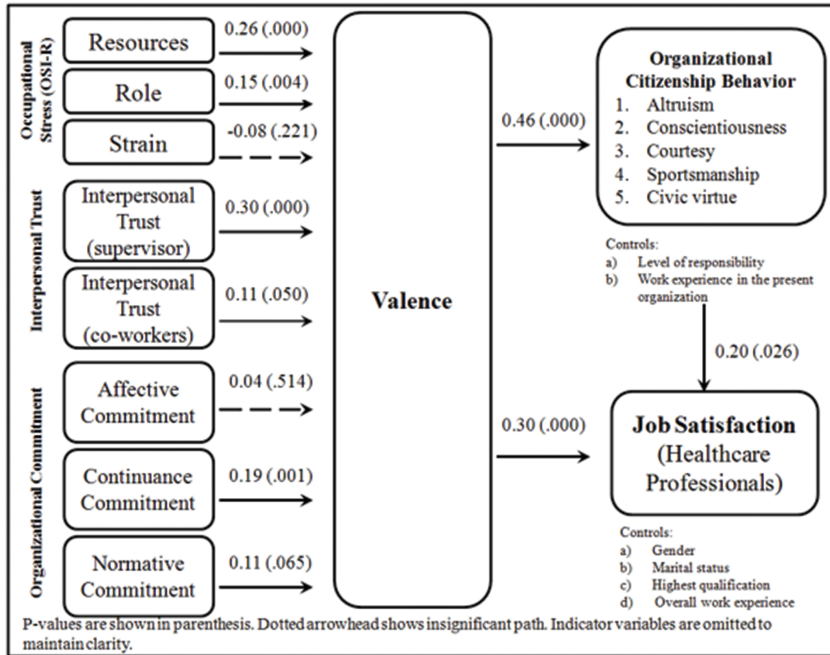 Occupational
Stress (OSI-R)
Resources
0.26 (.000)
Role
0.15 (.004)
Strain
-0.08 (.221)
Interpersonal Trust
Interpersonal
Trust
(supervisor)
0.30 (.000)
Interpersonal
Trust
(co-workers)
0.11 (.050)
Organizational Commitment
Affective
Commitment
0.04 (.514)
Continuance
Commitment
0.19 (.001)
Normative
Commitment
0.11 (.065)
Valence
0.46 (.000)
0.30 (.000)
Organizational
Citizenship Behavior
1. Altruism
2. Conscientiousness
3. Courtesy
4. Sportsmanship
5. Civic virtue
Controls:
a) Level of responsibility
b) Work experience in the present
organization
0.20 (.026)
Job Satisfaction
(Healthcare
Professionals)
Controls:
a) Gender
b) Marital status
c) Highest qualification
d) Overall work experience
P-values are shown in parenthesis. Dotted arrowhead shows insignificant path. Indicator variables are omitted to
maintain clarity.